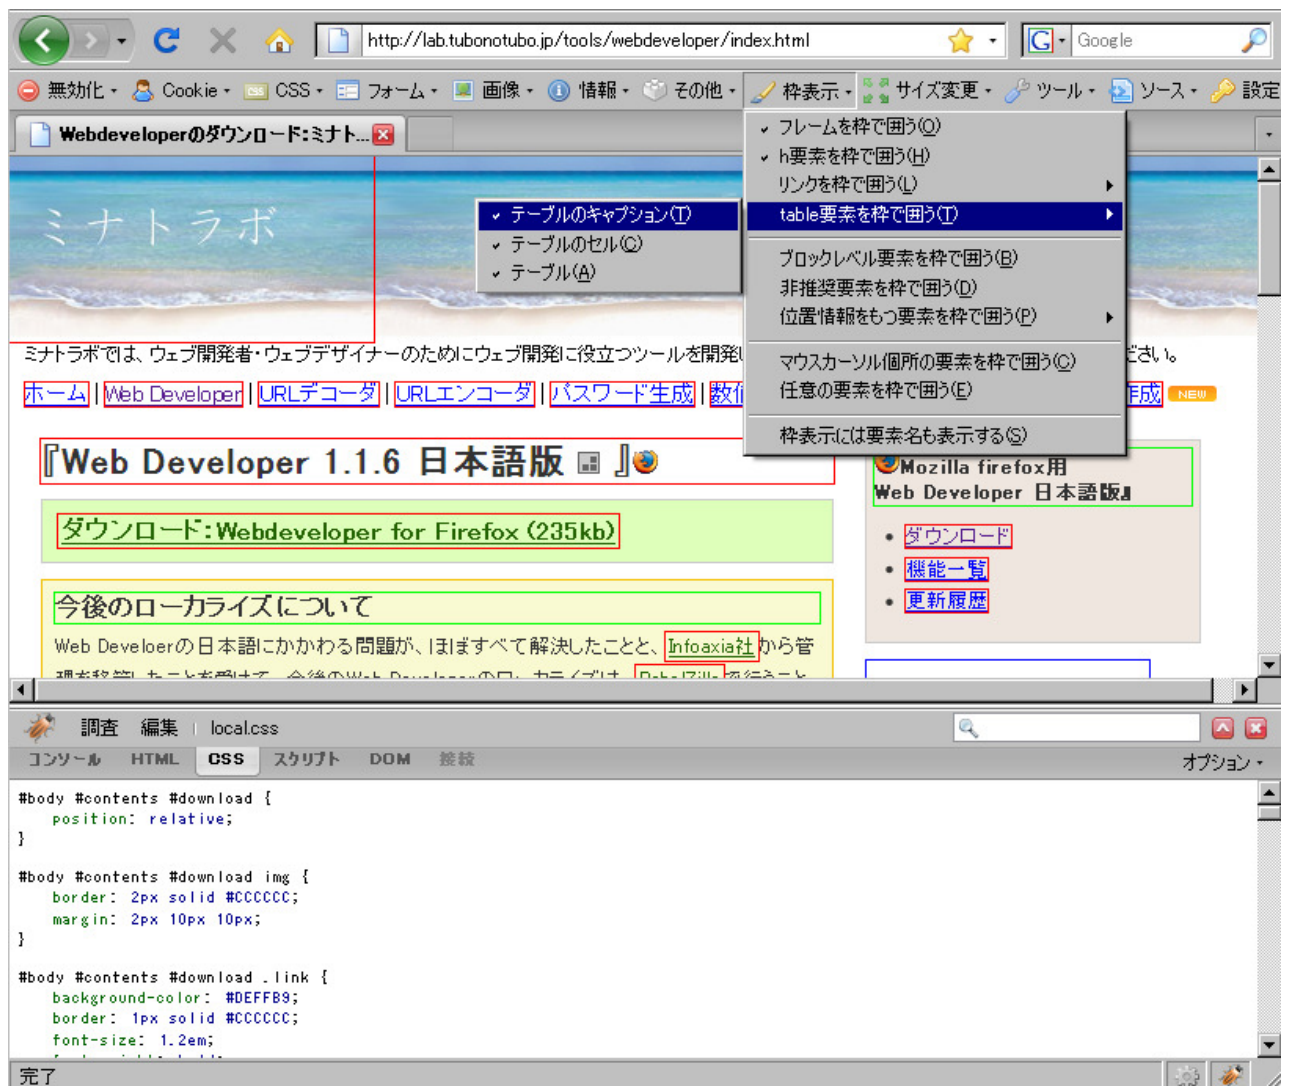 http://lab.tubonotubo.jp/tools/webdeveloper/index.html
G Google
無効化 Cookie CSS フォーム 画像 情報 その他 枠表示 サイズ変更 ツール ソース 設定
Webdeveloperのダウンロード:ミナト...
フレームを枠で囲う(O)
h要素を枠で囲う(H)
リンクを枠で囲う(L)
table要素を枠で囲う(T)
ブロックレベル要素を枠で囲う(B)
非推奨要素を枠で囲う(D)
位置情報をもつ要素を枠で囲う(P)
マウスカーソル個所の要素を枠で囲う(C)
任意の要素を枠で囲う(E)
枠表示には要素名も表示する(S)
テーブルのキャプション(T)
テーブルのセル(C)
テーブル(A)
ミナトラボ
ミナトラボでは、ウェブ開発者・ウェブデザイナーのためにウェブ開発に役立つツールを開発 ださい。
ホーム | Web Developer | URLデコーダ | URLエンコーダ | パスワード生成 | 数値 作成 NEW
『Web Developer 1.1.6 日本語版 』
ダウンロード:Webdeveloper for Firefox (235kb)
今後のローカライズについて
Web Develoerの日本語にかかわる問題が、ほぼすべて解決したことと、Infoaxia社から管
Mozilla firefox用
Web Developer 日本語版』
• ダウンロード
• 機能一覧
• 更新履歴
調査 編集 | local.css
コンソール HTML CSS スクリプト DOM 接続 オプション
#body #contents #download {
position: relative;
}
#body #contents #download img {
border: 2px solid #CCCCCC;
margin: 2px 10px 10px;
}
#body #contents #download .link {
background-color: #DEFFB9;
border: 1px solid #CCCCCC;
font-size: 1.2em;
完了